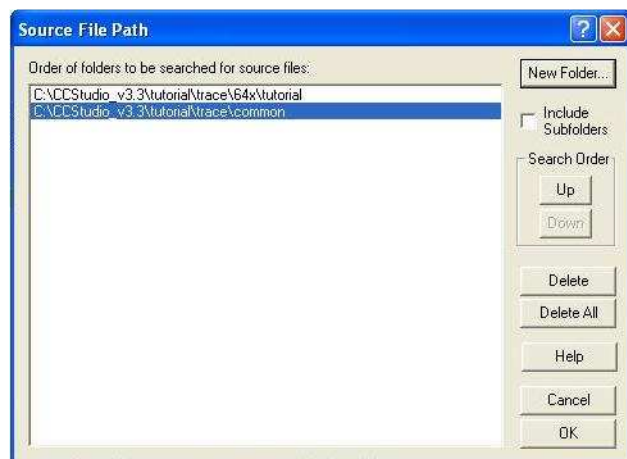 Source File Path
Order of folders to be searched for source files:
New Folder...
C:\CCStudio_v3.3\tutorial\trace\64x\tutorial
C:\CCStudio_v3.3\tutorial\trace\common
Include
Subfolders
Search Order
Up
Down
Delete
Delete All
Help
Cancel
OK